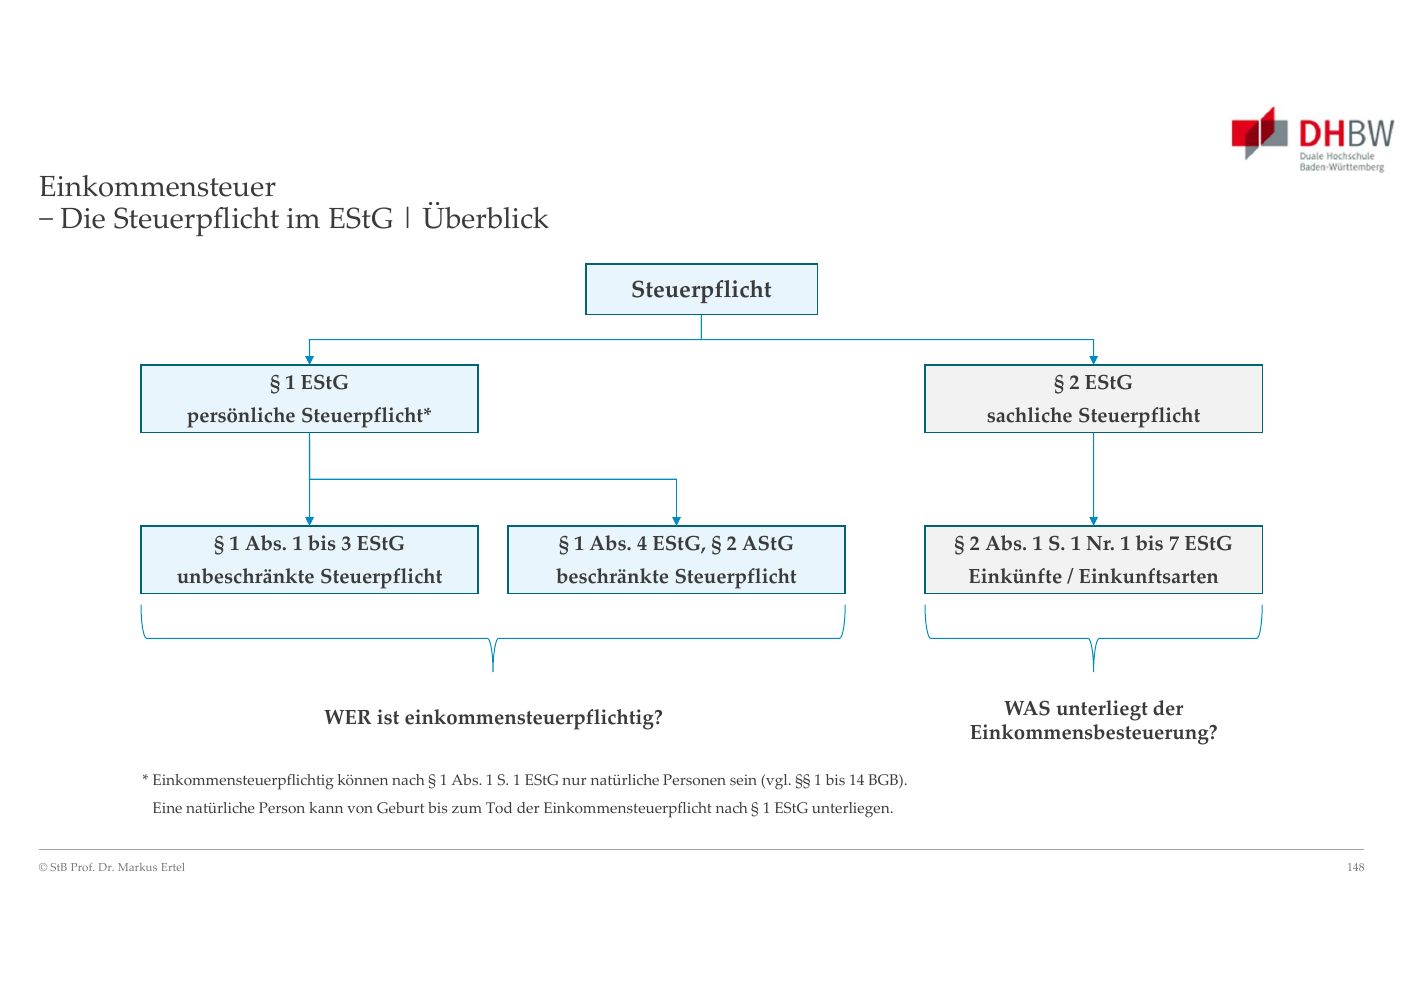 DHBW
Duale Hochschule
Baden-Württemberg
Einkommensteuer
– Die Steuerpflicht im EStG | Überblick
Steuerpflicht
§ 1 EStG
persönliche Steuerpflicht*
§ 2 EStG
sachliche Steuerpflicht
§ 1 Abs. 1 bis 3 EStG
unbeschränkte Steuerpflicht
§ 1 Abs. 4 EStG, § 2 AStG
beschränkte Steuerpflicht
§ 2 Abs. 1 S. 1 Nr. 1 bis 7 EStG
Einkünfte / Einkunftsarten
WER ist einkommensteuerpflichtig?
WAS unterliegt der
Einkommensbesteuerung?
* Einkommensteuerpflichtig können nach § 1 Abs. 1 S. 1 EStG nur natürliche Personen sein (vgl. §§ 1 bis 14 BGB).
Eine natürliche Person kann von Geburt bis zum Tod der Einkommensteuerpflicht nach § 1 EStG unterliegen.
© StB Prof. Dr. Markus Ertel
148